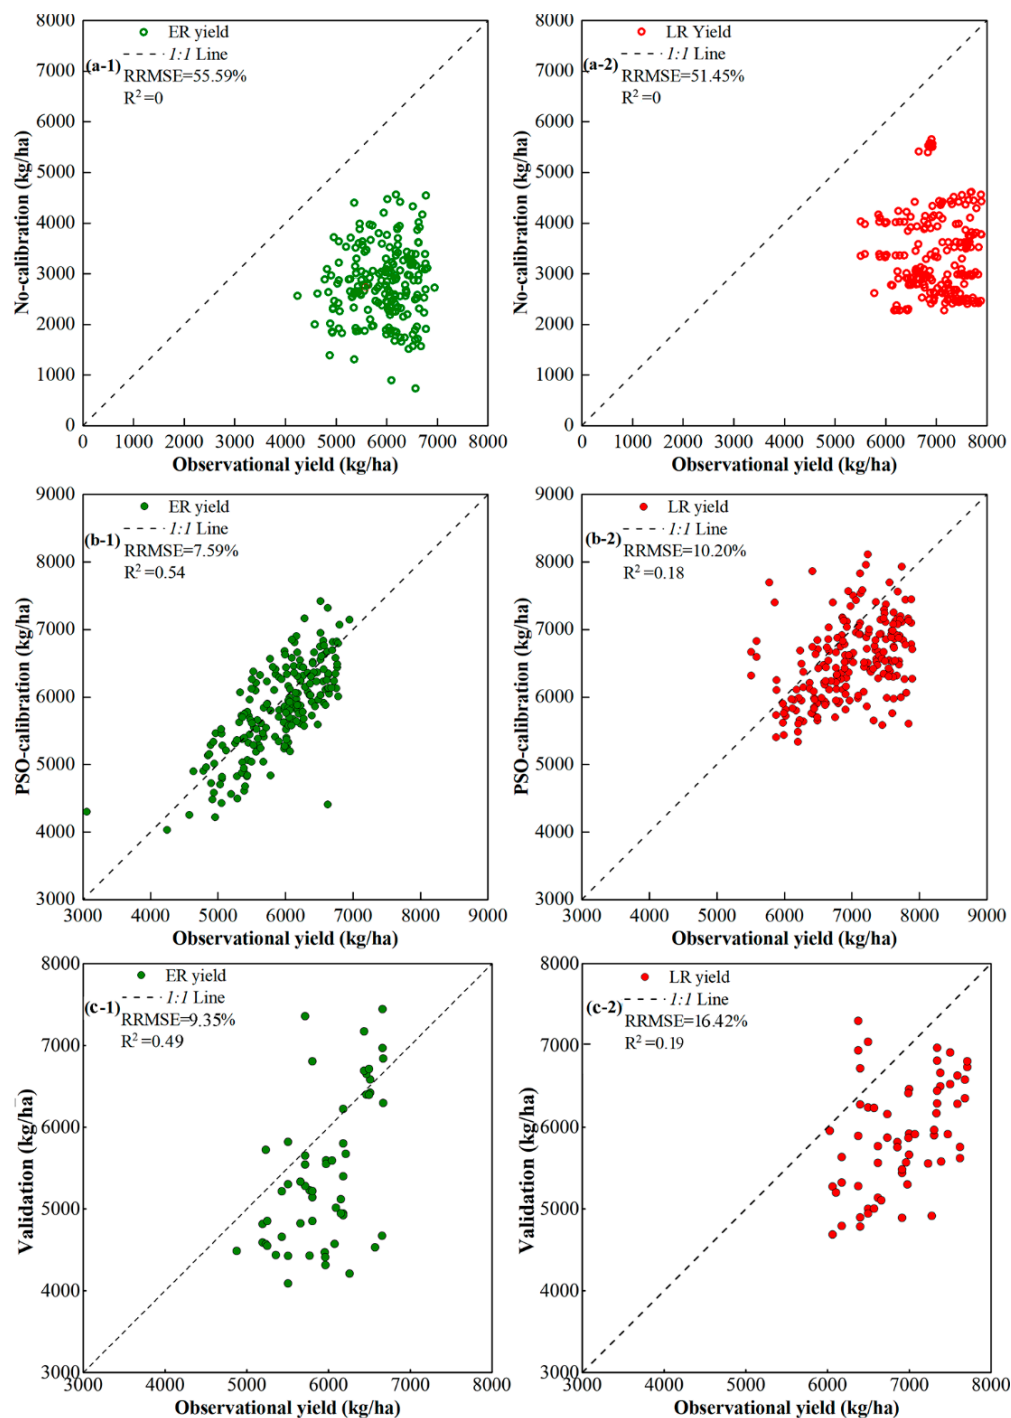 8000
ER yield
1:1 Line
(a-1)
RRMSE=55.59%
R²=0
7000
6000
5000
4000
3000
2000
1000
0
No-calibration (kg/ha)
0 1000 2000 3000 4000 5000 6000 7000 8000
Observational yield (kg/ha)
8000
LR Yield
1:1 Line
(a-2)
RRMSE=51.45%
R²=0
7000
6000
5000
4000
3000
2000
1000
0
No-calibration (kg/ha)
0 1000 2000 3000 4000 5000 6000 7000 8000
Observational yield (kg/ha)
9000
ER yield
1:1 Line
(b-1)
RRMSE=7.59%
R²=0.54
8000
7000
6000
5000
4000
3000
PSO-calibration (kg/ha)
3000 4000 5000 6000 7000 8000 9000
Observational yield (kg/ha)
9000
LR yield
1:1 Line
(b-2)
RRMSE=10.20%
R²=0.18
8000
7000
6000
5000
4000
3000
PSO-calibration (kg/ha)
3000 4000 5000 6000 7000 8000 9000
Observational yield (kg/ha)
8000
ER yield
1:1 Line
(c-1)
RRMSE=9.35%
R²=0.49
7000
6000
5000
4000
3000
Validation (kg/ha)
3000 4000 5000 6000 7000 8000
Observational yield (kg/ha)
8000
LR yield
1:1 Line
(c-2)
RRMSE=16.42%
R²=0.19
7000
6000
5000
4000
3000
Validation (kg/ha)
3000 4000 5000 6000 7000 8000
Observational yield (kg/ha)